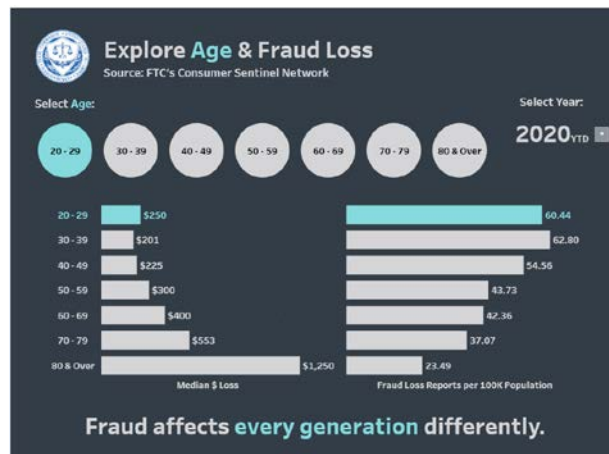 Explore Age & Fraud Loss
Source: FTC's Consumer Sentinel Network
Select Age:
Select Year:
2020 YTD
20 - 29
30 - 39
40 - 49
50 - 59
60 - 69
70 - 79
80 & Over
20 - 29 $250 60.44
30 - 39 $201 62.80
40 - 49 $225 54.56
50 - 59 $300 43.73
60 - 69 $400 42.36
70 - 79 $553 37.07
80 & Over $1,250 23.49
Median $ Loss
Fraud Loss Reports per 100K Population
Fraud affects every generation differently.